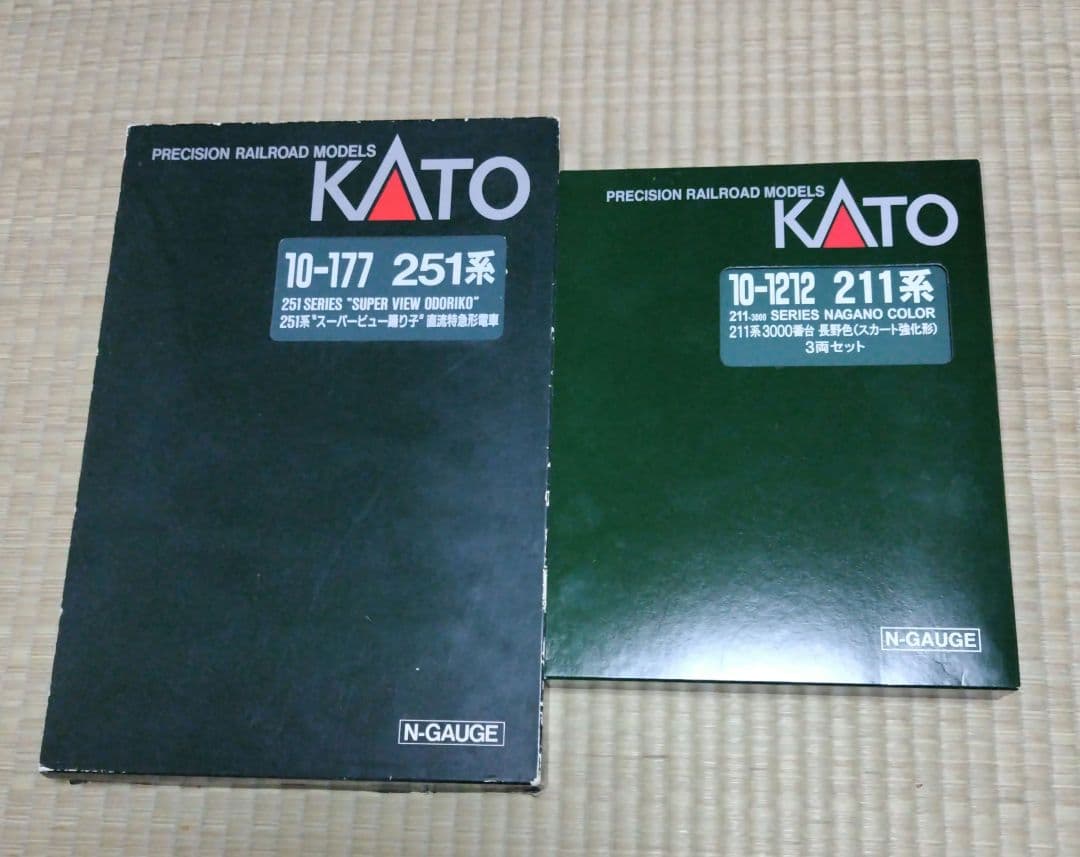 PRECISION RAILROAD MODELS
KATO
10-177 251系
251 SERIES "SUPER VIEW ODORIKO"
251系"スーパービュー踊り子" 直流特急形電車
N-GAUGE
PRECISION RAILROAD MODELS
KATO
10-1212 211系
211-3000 SERIES NAGANO COLOR
211系3000番台 長野色(スカート強化形)
3両セット
N-GAUGE